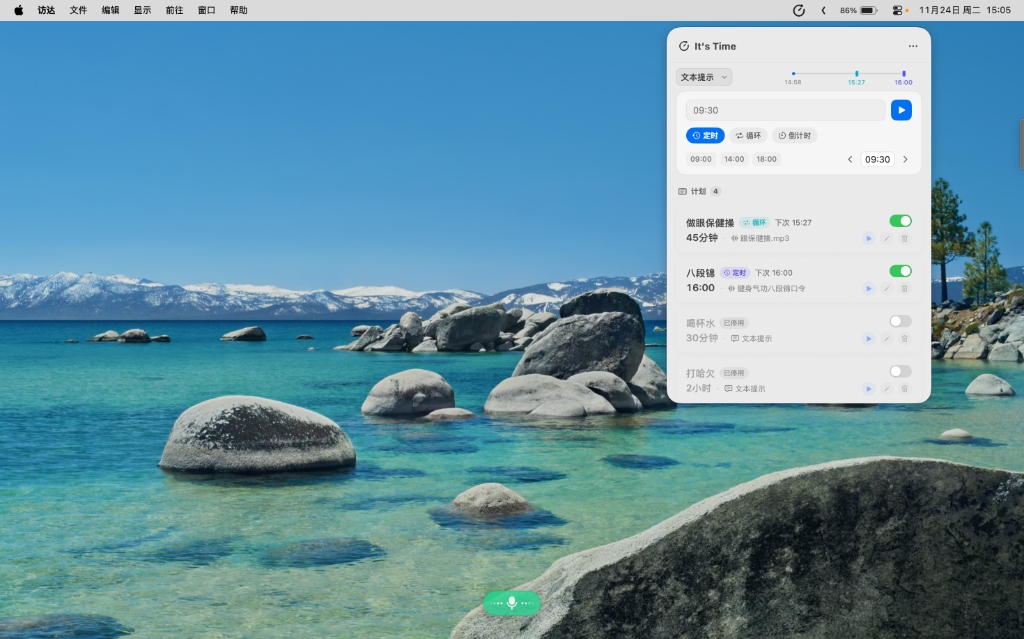 访达 文件 编辑 显示 前往 窗口 帮助 86% 11月24日 周二 15:05
It's Time
文本提示
14:58 15:27 16:00
09:30
定时 循环 倒计时
09:00 14:00 18:00 09:30
计划 4
做眼保健操 循环 下次 15:27
45分钟 · 眼保健操.mp3
八段锦 定时 下次 16:00
16:00 · 健身气功八段锦口令
喝杯水 已停用
30分钟 · 文本提示
打哈欠 已停用
2小时 · 文本提示